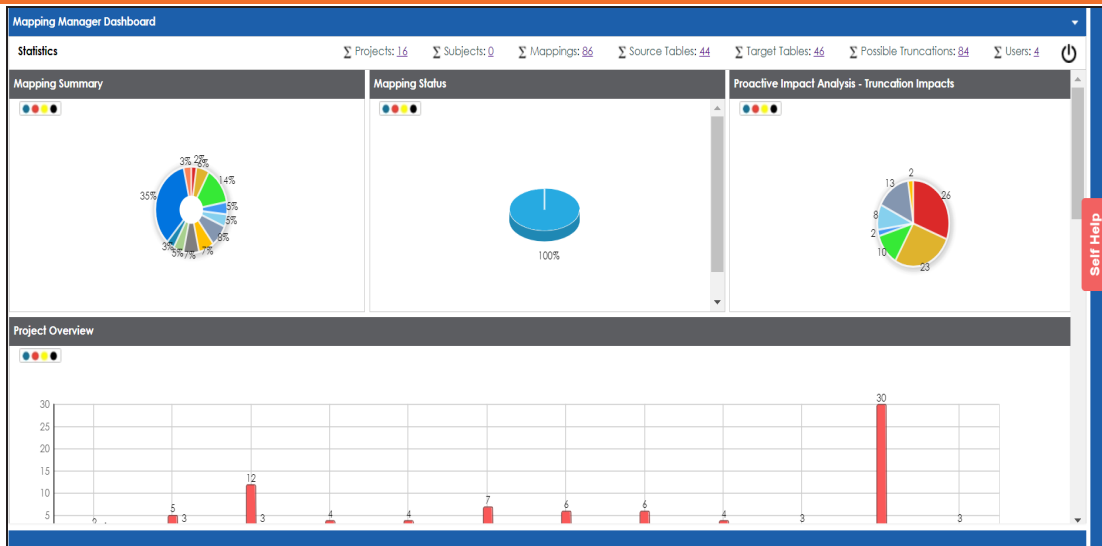 Mapping Manager Dashboard
Statistics
∑ Projects: 16 ∑ Subjects: 0 ∑ Mappings: 86 ∑ Source Tables: 44 ∑ Target Tables: 46 ∑ Possible Truncations: 84 ∑ Users: 4
Mapping Summary
3% 2% 6%
14%
35%
5%
5%
8%
3% 5% 7% 7%
Mapping Status
100%
Proactive Impact Analysis - Truncation Impacts
2
13
26
8
2
10
23
Self Help
Project Overview
30 30
25
20
15
12
10
7
6 6
5 5 3 3 4 4 4 3 3